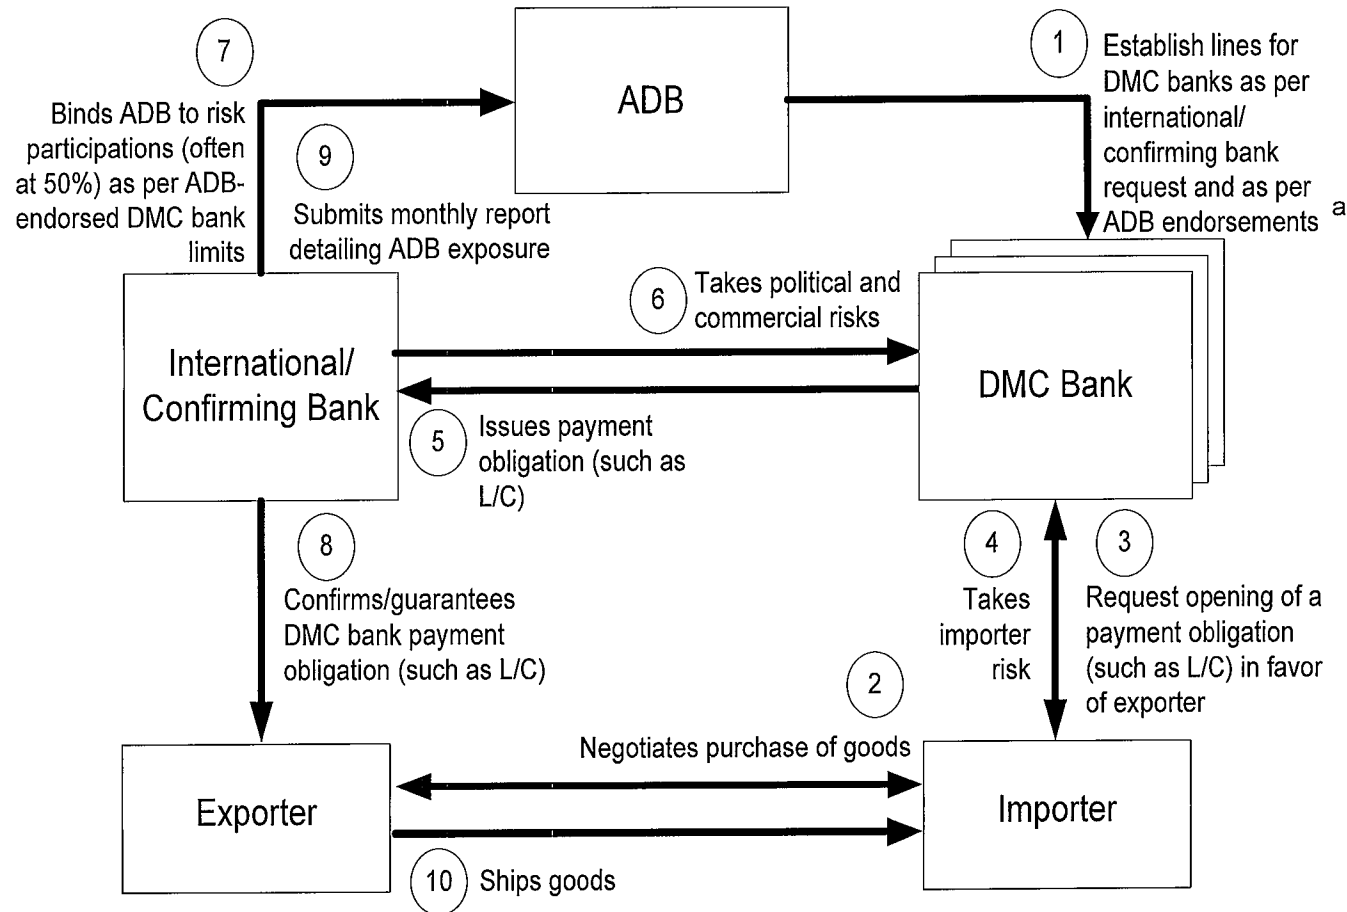 7
ADB
1
Establish lines for
DMC banks as per
international/
confirming bank
request and as per
ADB endorsements a
Binds ADB to risk
participations (often
at 50%) as per ADB-
endorsed DMC bank
limits
9
Submits monthly report
detailing ADB exposure
6
Takes political and
commercial risks
International/
Confirming Bank
DMC Bank
5
Issues payment
obligation (such as
L/C)
8
Confirms/guarantees
DMC bank payment
obligation (such as L/C)
4
Takes
importer
risk
3
Request opening of a
payment obligation
(such as L/C) in favor
of exporter
2
Negotiates purchase of goods
Exporter
Importer
10
Ships goods